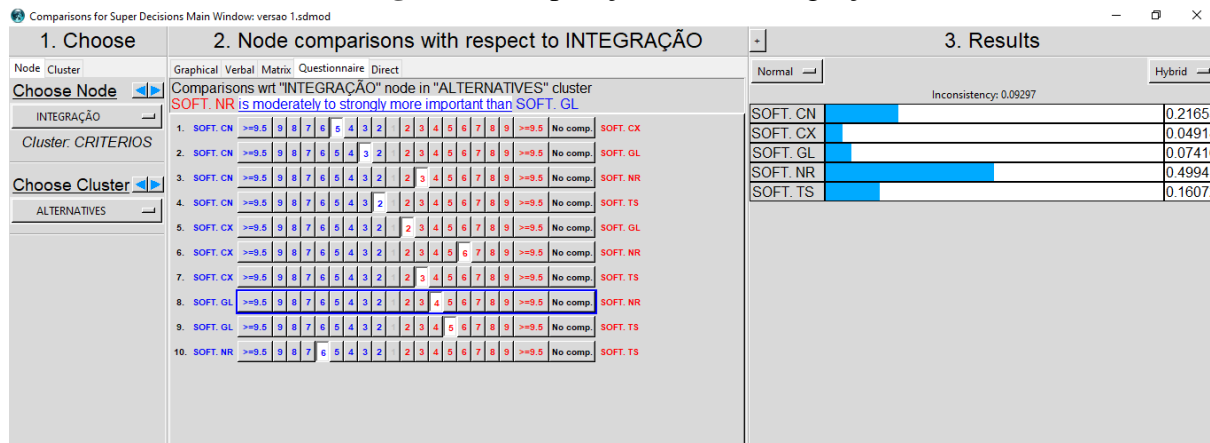 Comparisons for Super Decisions Main Window: versao 1.sdmod
1. Choose
Node Cluster
Choose Node
INTEGRAÇÃO
Cluster: CRITERIOS
Choose Cluster
ALTERNATIVES
2. Node comparisons with respect to INTEGRAÇÃO
Graphical Verbal Matrix Questionnaire Direct
Comparisons wrt "INTEGRAÇÃO" node in "ALTERNATIVES" cluster
SOFT. NR is moderately to strongly more important than SOFT. GL
1. SOFT. CN >=9.5 9 8 7 6 5 4 3 2 1 2 3 4 5 6 7 8 9 >=9.5 No comp. SOFT. CX
2. SOFT. CN >=9.5 9 8 7 6 5 4 3 2 1 2 3 4 5 6 7 8 9 >=9.5 No comp. SOFT. GL
3. SOFT. CN >=9.5 9 8 7 6 5 4 3 2 1 2 3 4 5 6 7 8 9 >=9.5 No comp. SOFT. NR
4. SOFT. CN >=9.5 9 8 7 6 5 4 3 2 1 2 3 4 5 6 7 8 9 >=9.5 No comp. SOFT. TS
5. SOFT. CX >=9.5 9 8 7 6 5 4 3 2 1 2 3 4 5 6 7 8 9 >=9.5 No comp. SOFT. GL
6. SOFT. CX >=9.5 9 8 7 6 5 4 3 2 1 2 3 4 5 6 7 8 9 >=9.5 No comp. SOFT. NR
7. SOFT. CX >=9.5 9 8 7 6 5 4 3 2 1 2 3 4 5 6 7 8 9 >=9.5 No comp. SOFT. TS
8. SOFT. GL >=9.5 9 8 7 6 5 4 3 2 1 2 3 4 5 6 7 8 9 >=9.5 No comp. SOFT. NR
9. SOFT. GL >=9.5 9 8 7 6 5 4 3 2 1 2 3 4 5 6 7 8 9 >=9.5 No comp. SOFT. TS
10. SOFT. NR >=9.5 9 8 7 6 5 4 3 2 1 2 3 4 5 6 7 8 9 >=9.5 No comp. SOFT. TS
+ 3. Results
Normal Hybrid
Inconsistency: 0.09297
SOFT. CN 0.2165
SOFT. CX 0.0491
SOFT. GL 0.0741
SOFT. NR 0.4994
SOFT. TS 0.1607